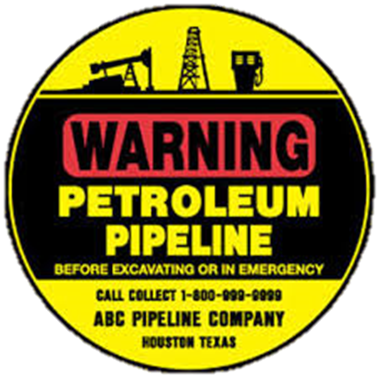 WARNING
PETROLEUM
PIPELINE
BEFORE EXCAVATING OR IN EMERGENCY
CALL COLLECT 1-800-999-9999
ABC PIPELINE COMPANY
HOUSTON TEXAS